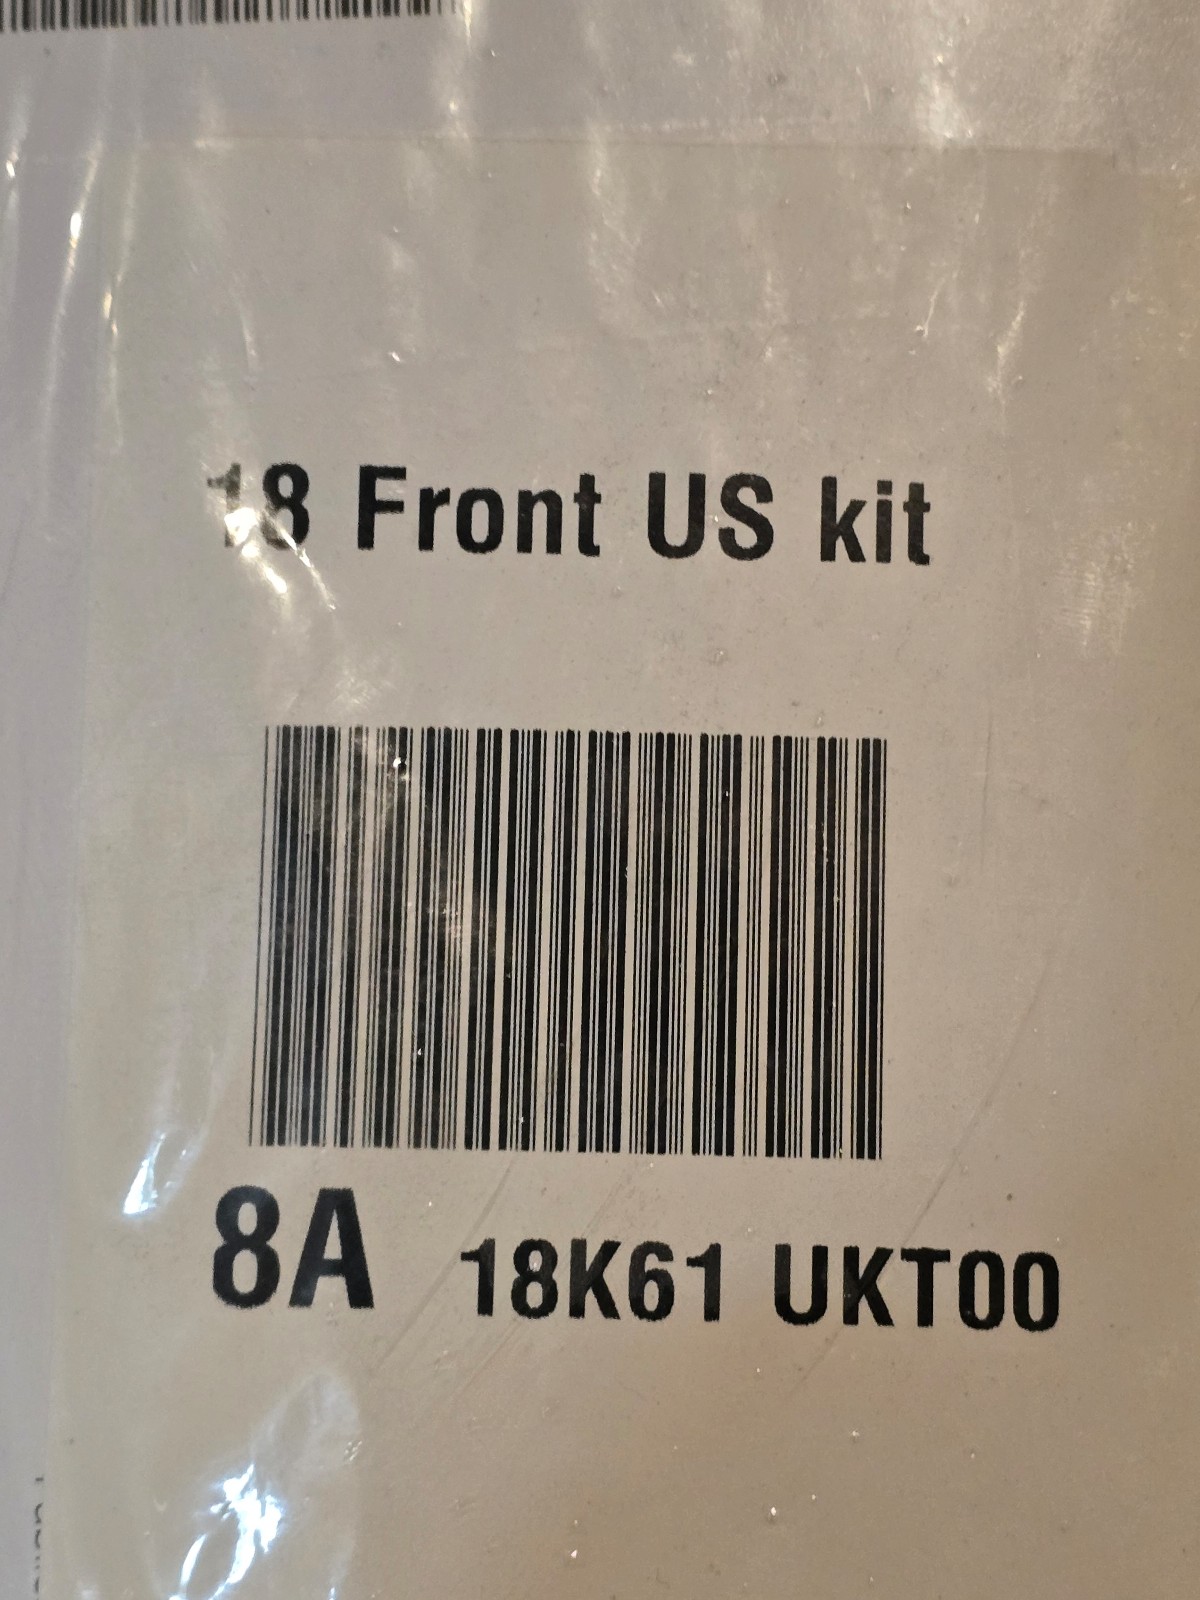 18 Front US kit
8A 18K61 UKT00